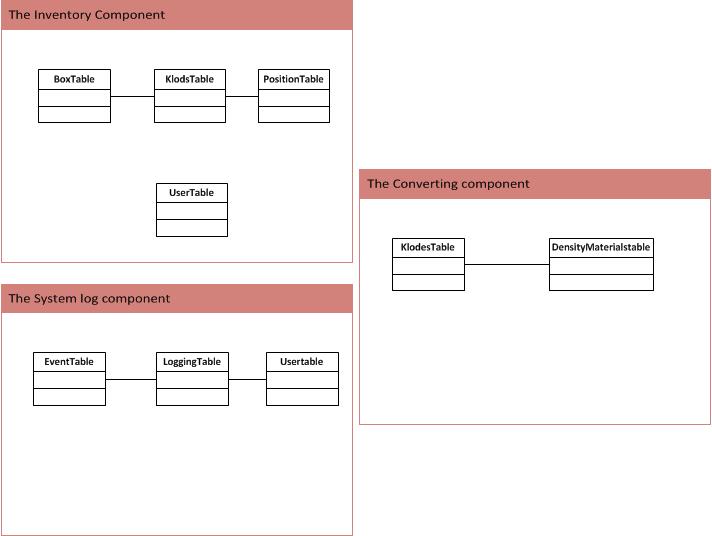 The Inventory Component
BoxTable
KlodsTable
PositionTable
UserTable
The System log component
EventTable
LoggingTable
Usertable
The Converting component
KlodesTable
DensityMaterialstable